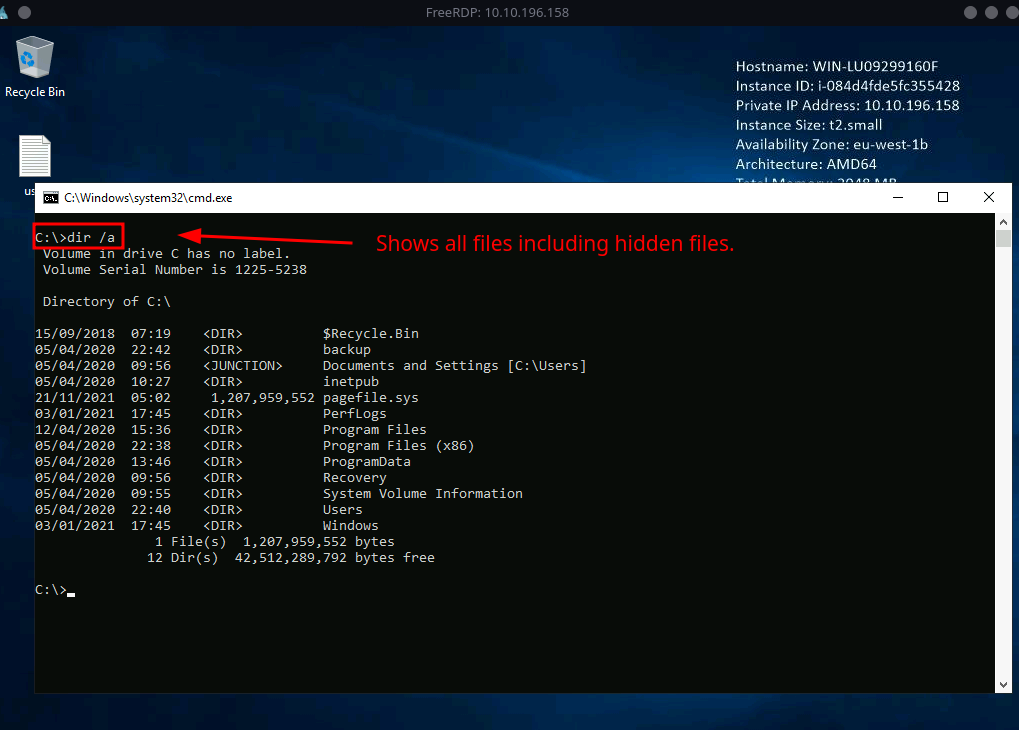 FreeRDP: 10.10.196.158
Recycle Bin
Hostname: WIN-LU09299160F
Instance ID: i-084d4fde5fc355428
Private IP Address: 10.10.196.158
Instance Size: t2.small
Availability Zone: eu-west-1b
Architecture: AMD64
Total Memory: 2048 MB
us
C:\Windows\system32\cmd.exe
C:\>dir /a
Shows all files including hidden files.
Volume in drive C has no label.
Volume Serial Number is 1225-5238
Directory of C:\
15/09/2018  07:19    <DIR>          $Recycle.Bin
05/04/2020  22:42    <DIR>          backup
05/04/2020  09:56    <JUNCTION>     Documents and Settings [C:\Users]
05/04/2020  10:27    <DIR>          inetpub
21/11/2021  05:02     1,207,959,552 pagefile.sys
03/01/2021  17:45    <DIR>          PerfLogs
12/04/2020  15:36    <DIR>          Program Files
05/04/2020  22:38    <DIR>          Program Files (x86)
05/04/2020  13:46    <DIR>          ProgramData
05/04/2020  09:56    <DIR>          Recovery
05/04/2020  09:55    <DIR>          System Volume Information
05/04/2020  22:40    <DIR>          Users
03/01/2021  17:45    <DIR>          Windows
1 File(s)  1,207,959,552 bytes
12 Dir(s)  42,512,289,792 bytes free
C:\>